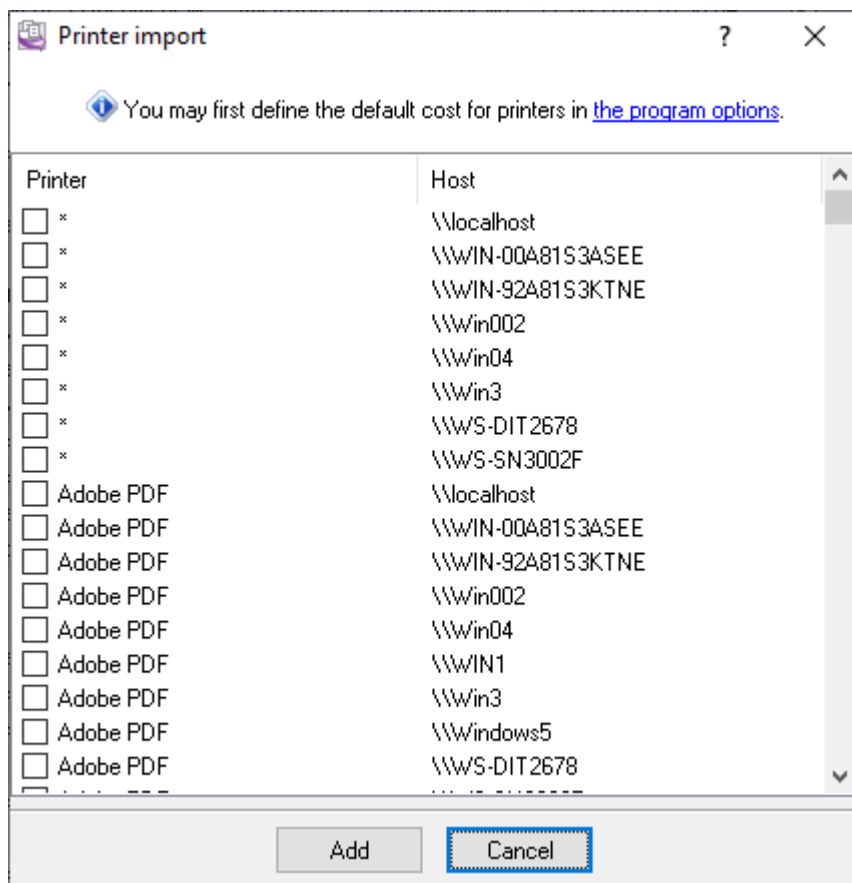 Printer import
You may first define the default cost for printers in the program options.
Printer Host
* \\localhost
* \\WIN-00A81S3ASEE
* \\WIN-92A81S3KTNE
* \\Win002
* \\Win04
* \\Win3
* \\WS-DIT2678
* \\WS-SN3002F
Adobe PDF \\localhost
Adobe PDF \\WIN-00A81S3ASEE
Adobe PDF \\WIN-92A81S3KTNE
Adobe PDF \\Win002
Adobe PDF \\Win04
Adobe PDF \\WIN1
Adobe PDF \\Win3
Adobe PDF \\Windows5
Adobe PDF \\WS-DIT2678
Add Cancel